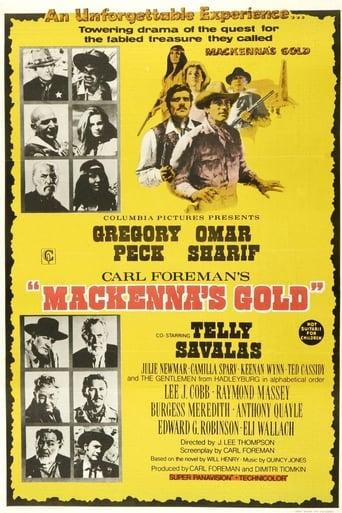 An Unforgettable Experience...
Towering drama of the quest for
the fabled treasure they called
MACKENNA'S GOLD
COLUMBIA PICTURES PRESENTS
GREGORY PECK
OMAR SHARIF
CARL FOREMAN'S
"MACKENNA'S GOLD"
NOT SUITABLE FOR CHILDREN
CO-STARRING TELLY SAVALAS
JULIE NEWMAR · CAMILLA SPARV · KEENAN WYNN · TED CASSIDY
and THE GENTLEMEN from HADLEYBURG in alphabetical order
LEE J. COBB · RAYMOND MASSEY
BURGESS MEREDITH · ANTHONY QUAYLE
EDWARD G. ROBINSON · ELI WALLACH
Directed by J. LEE THOMPSON
Screenplay by CARL FOREMAN
Based on the novel by WILL HENRY · Music by QUINCY JONES
Produced by CARL FOREMAN and DIMITRI TIOMKIN
SUPER PANAVISION · TECHNICOLOR